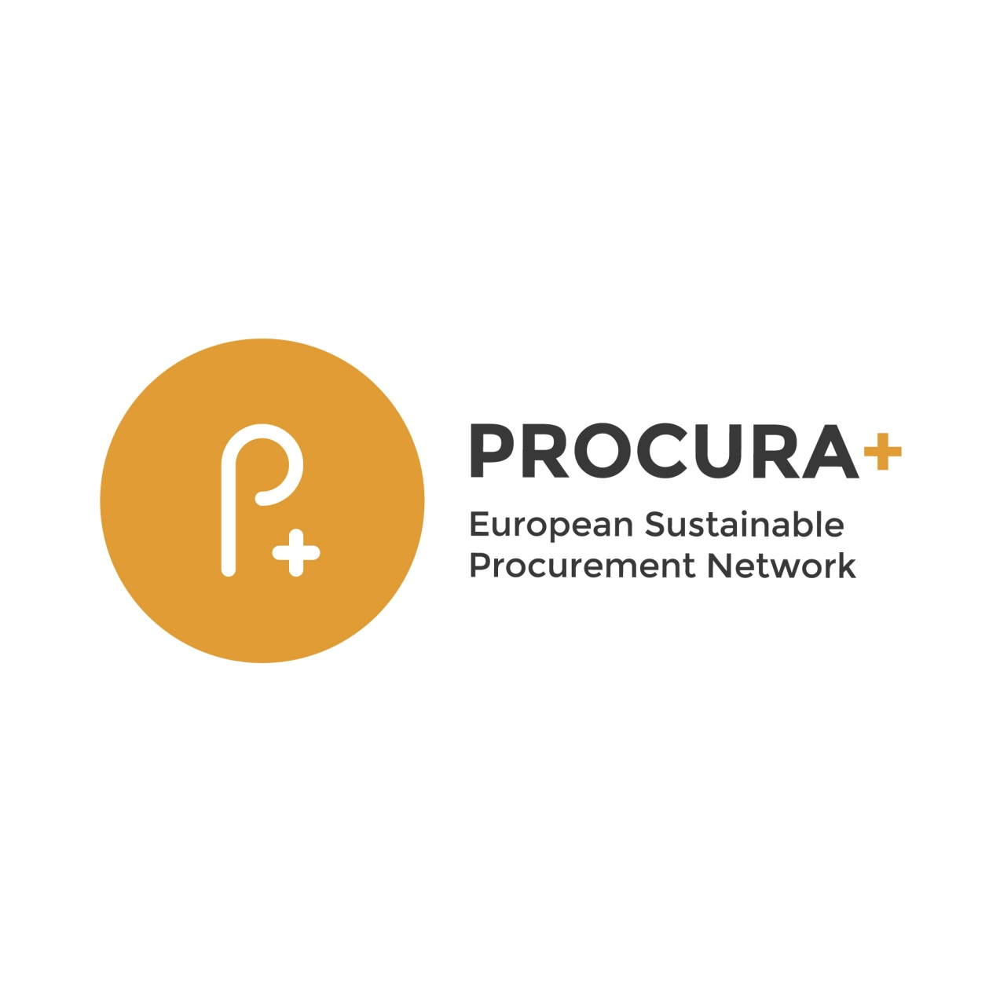 P+
PROCURA+
European Sustainable
Procurement Network